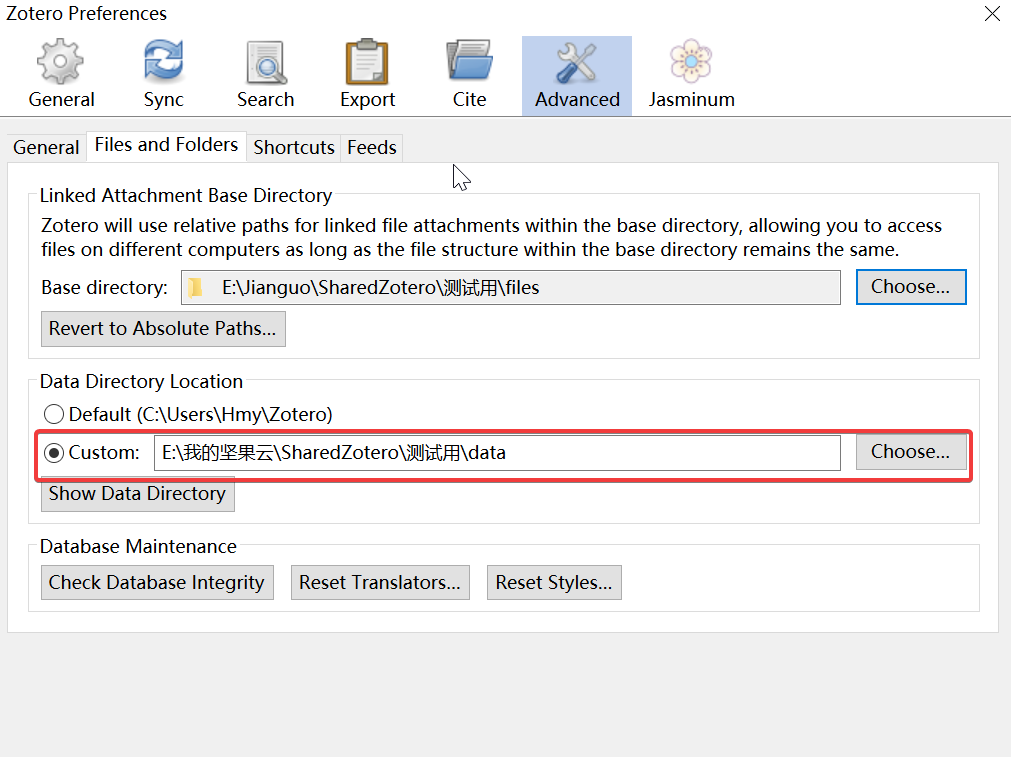 Zotero Preferences
General Sync Search Export Cite Advanced Jasminum
General Files and Folders Shortcuts Feeds
Linked Attachment Base Directory
Zotero will use relative paths for linked file attachments within the base directory, allowing you to access
files on different computers as long as the file structure within the base directory remains the same.
Base directory: E:\Jianguo\SharedZotero\测试用\files Choose...
Revert to Absolute Paths...
Data Directory Location
Default (C:\Users\Hmy\Zotero)
Custom: E:\我的坚果云\SharedZotero\测试用\data Choose...
Show Data Directory
Database Maintenance
Check Database Integrity Reset Translators... Reset Styles...